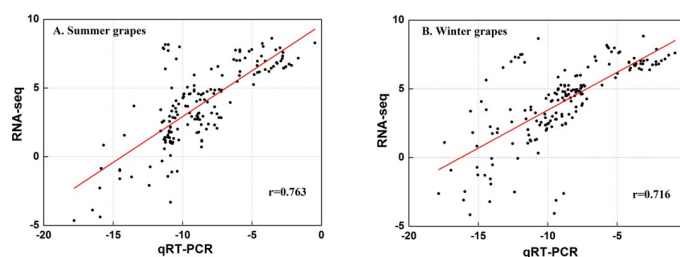 A. Summer grapes
RNA-seq
10
5
0
-5
r=0.763
-20
-15
-10
-5
0
qRT-PCR
B. Winter grapes
RNA-seq
10
5
0
-5
r=0.716
-20
-15
-10
-5
qRT-PCR